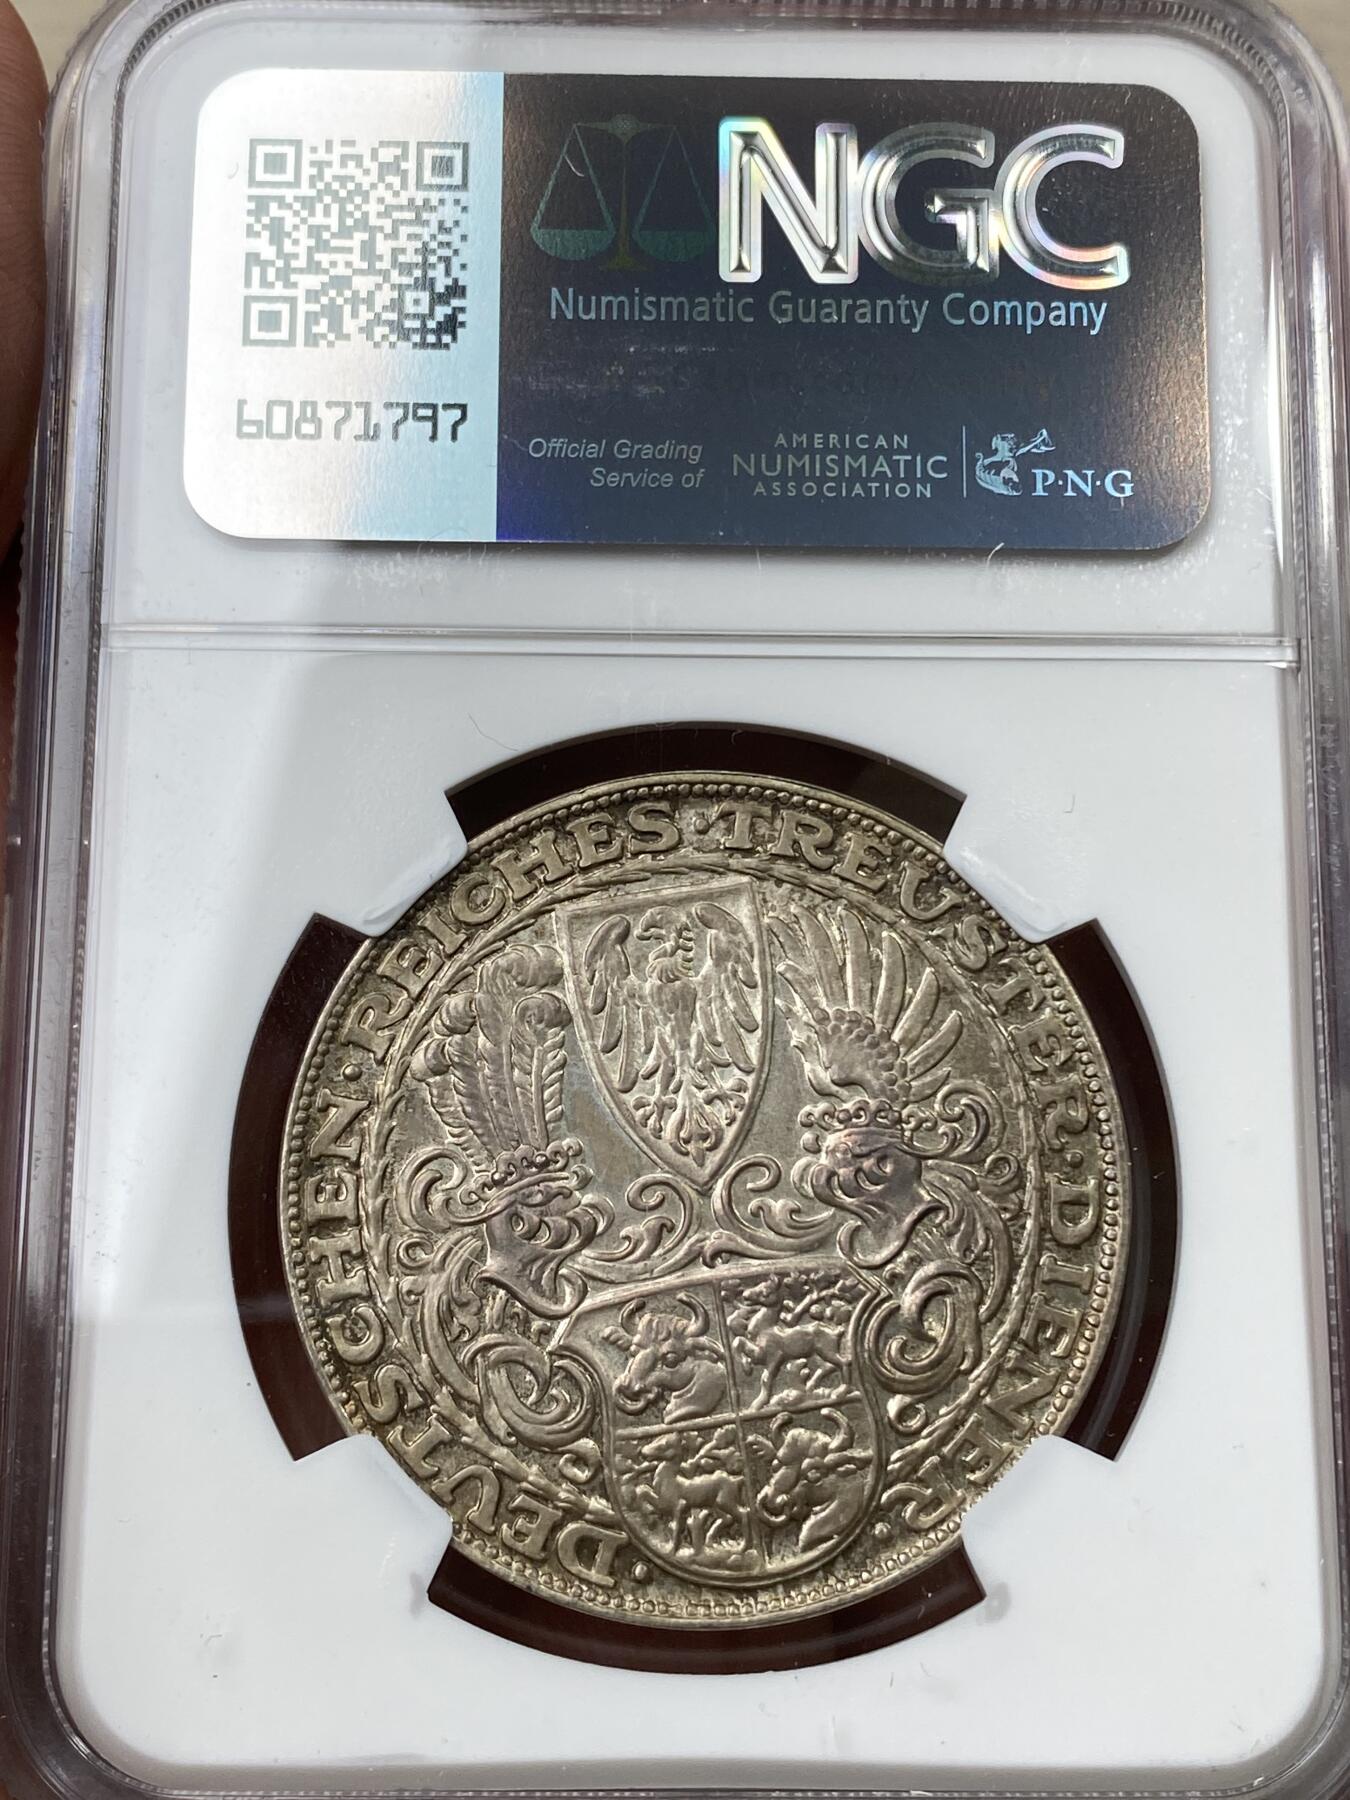 NGC
Numismatic Guaranty Company
60871797
Official Grading
Service of
AMERICAN
NUMISMATIC
ASSOCIATION
P·N·G
·DEUTSCHEN·REICHES·TREUSTER·DIENER·